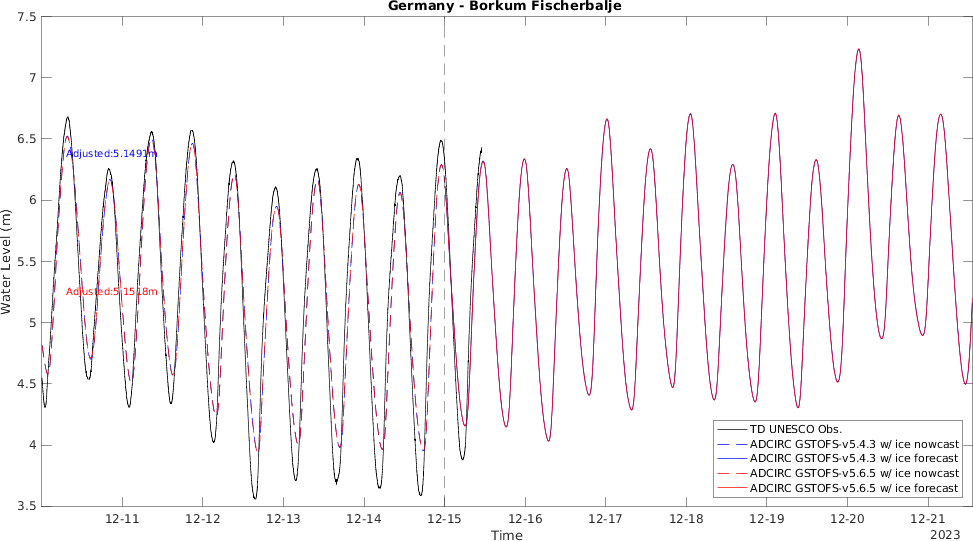 Germany - Borkum Fischerbalje
7.5
7
6.5
6
5.5
5
4.5
4
3.5
Water Level (m)
Adjusted:5.1491m
Adjusted:5.1518m
TD UNESCO Obs.
ADCIRC GSTOFS-v5.4.3 w/ ice nowcast
ADCIRC GSTOFS-v5.4.3 w/ ice forecast
ADCIRC GSTOFS-v5.6.5 w/ ice nowcast
ADCIRC GSTOFS-v5.6.5 w/ ice forecast
12-11 12-12 12-13 12-14 12-15 12-16 12-17 12-18 12-19 12-20 12-21
2023
Time